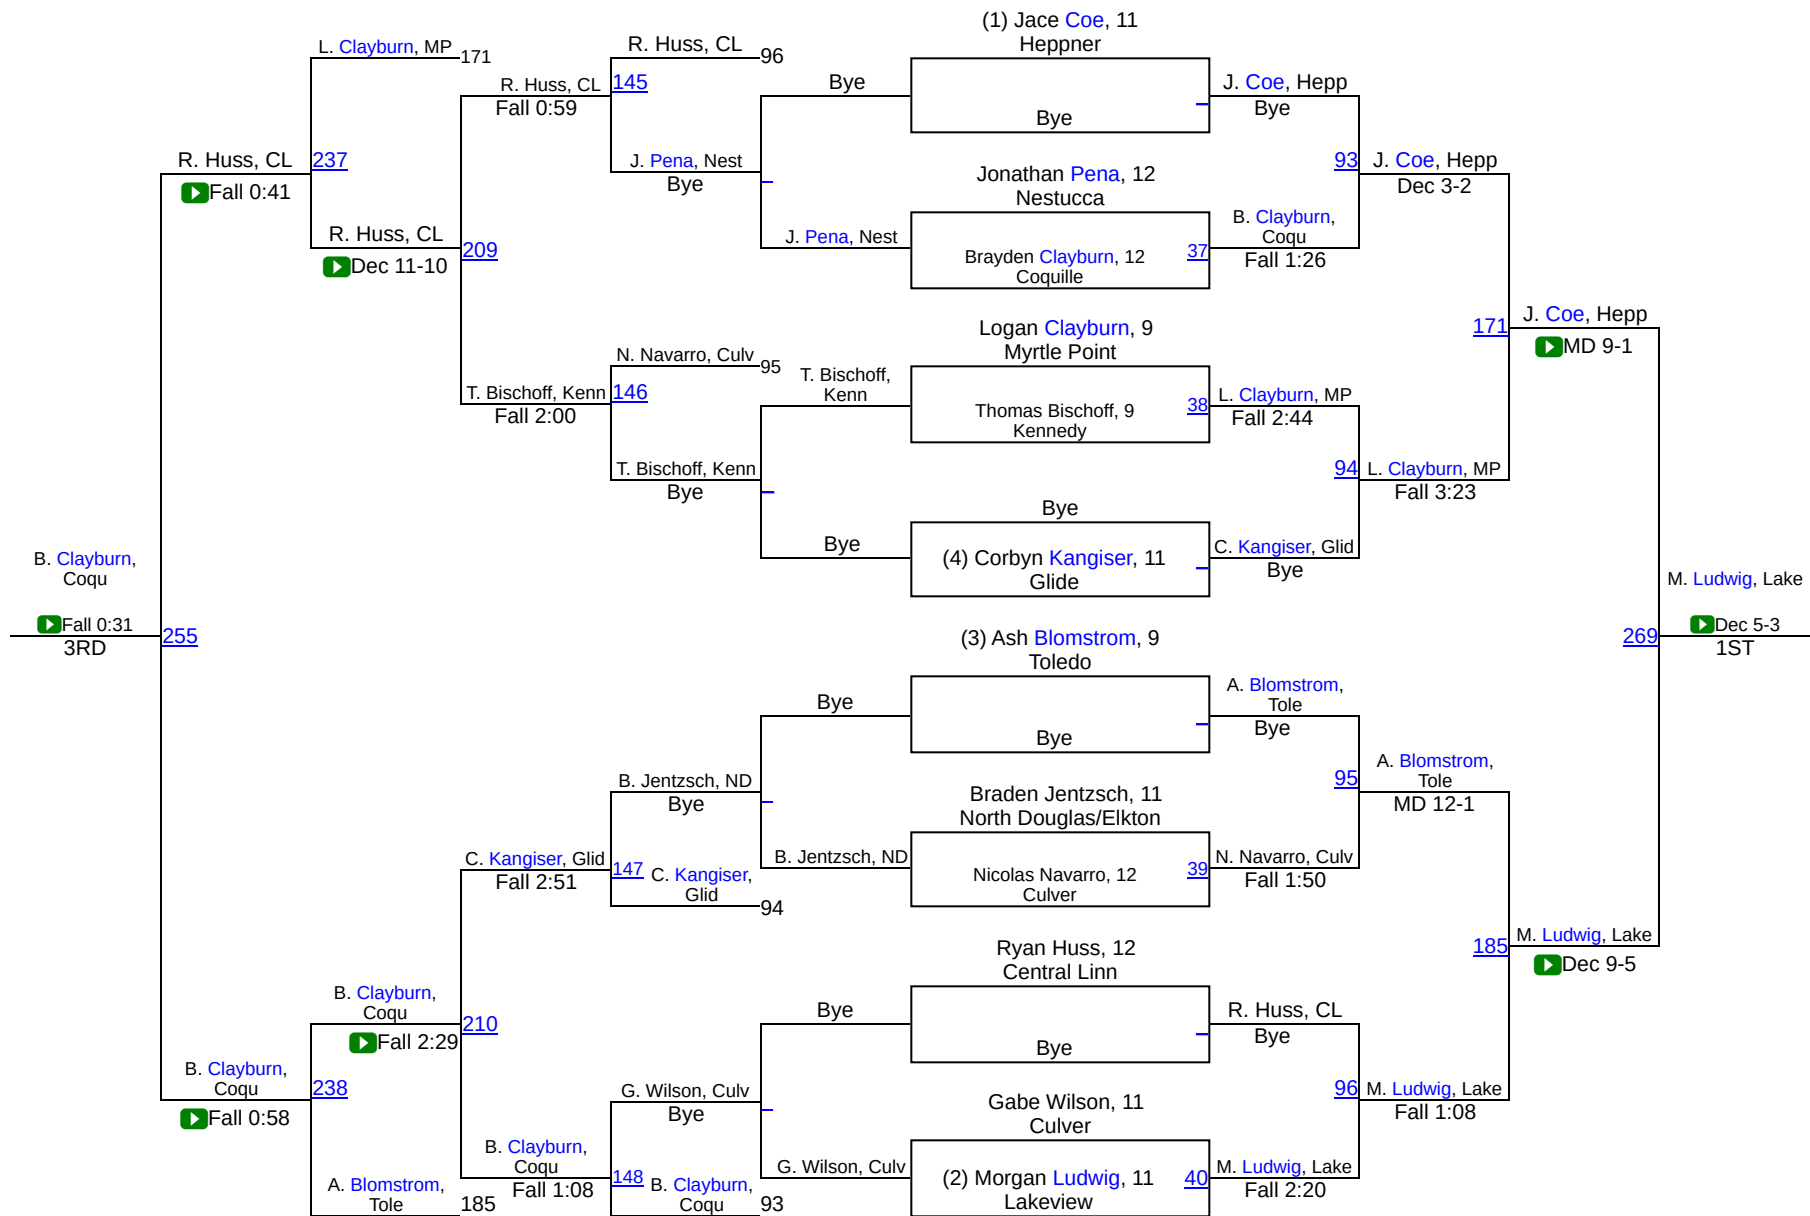 (1) Jace Coe, 11
Heppner
L. Clayburn, MP
171
R. Huss, CL
96
Bye
Bye
J. Coe, Hepp
Bye
R. Huss, CL
Fall 0:59
145
R. Huss, CL
Fall 0:41
237
J. Pena, Nest
Bye
Jonathan Pena, 12
Nestucca
93
J. Coe, Hepp
Dec 3-2
R. Huss, CL
Dec 11-10
209
J. Pena, Nest
Brayden Clayburn, 12
Coquille
37
B. Clayburn,
Coqu
Fall 1:26
Logan Clayburn, 9
Myrtle Point
171
J. Coe, Hepp
MD 9-1
N. Navarro, Culv
95
T. Bischoff,
Kenn
T. Bischoff, Kenn
Fall 2:00
146
Thomas Bischoff, 9
Kennedy
38
L. Clayburn, MP
Fall 2:44
T. Bischoff, Kenn
Bye
94
L. Clayburn, MP
Fall 3:23
Bye
Bye
(4) Corbyn Kangiser, 11
Glide
C. Kangiser, Glid
Bye
B. Clayburn,
Coqu
Fall 0:31
3RD
255
M. Ludwig, Lake
Dec 5-3
1ST
269
(3) Ash Blomstrom, 9
Toledo
Bye
Bye
A. Blomstrom,
Tole
Bye
B. Jentzsch, ND
Bye
Braden Jentzsch, 11
North Douglas/Elkton
95
A. Blomstrom,
Tole
MD 12-1
C. Kangiser, Glid
Fall 2:51
147
C. Kangiser,
Glid
94
B. Jentzsch, ND
Nicolas Navarro, 12
Culver
39
N. Navarro, Culv
Fall 1:50
Ryan Huss, 12
Central Linn
185
M. Ludwig, Lake
Dec 9-5
B. Clayburn,
Coqu
Fall 2:29
210
Bye
Bye
R. Huss, CL
Bye
B. Clayburn,
Coqu
Fall 0:58
238
G. Wilson, Culv
Bye
Gabe Wilson, 11
Culver
96
M. Ludwig, Lake
Fall 1:08
B. Clayburn,
Coqu
Fall 1:08
148
B. Clayburn,
Coqu
93
G. Wilson, Culv
(2) Morgan Ludwig, 11
Lakeview
40
M. Ludwig, Lake
Fall 2:20
A. Blomstrom,
Tole
185